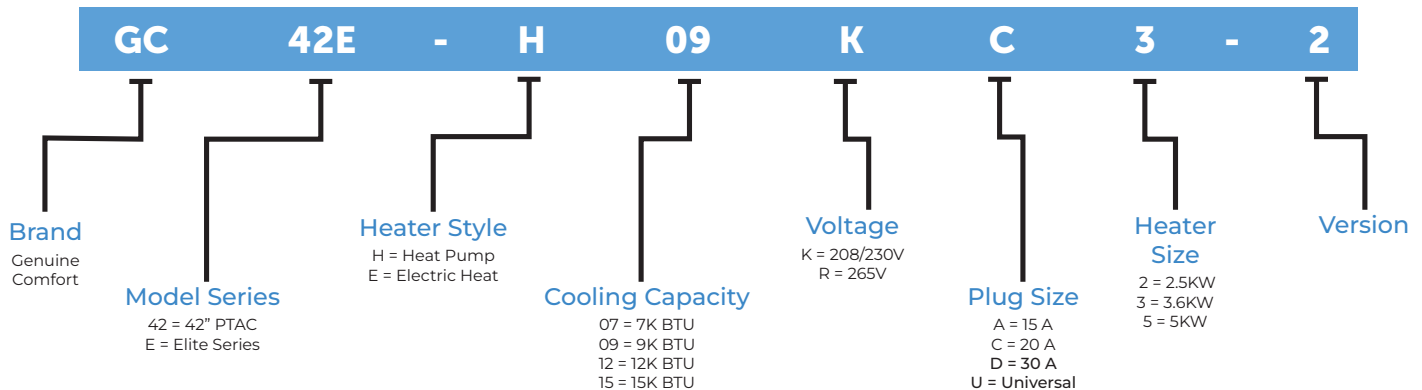 GC 42E - H 09 K C 3 - 2
Brand
Genuine
Comfort
Model Series
42 = 42” PTAC
E = Elite Series
Heater Style
H = Heat Pump
E = Electric Heat
Cooling Capacity
07 = 7K BTU
09 = 9K BTU
12 = 12K BTU
15 = 15K BTU
Voltage
K = 208/230V
R = 265V
Plug Size
A = 15 A
C = 20 A
D = 30 A
U = Universal
Heater
Size
2 = 2.5KW
3 = 3.6KW
5 = 5KW
Version